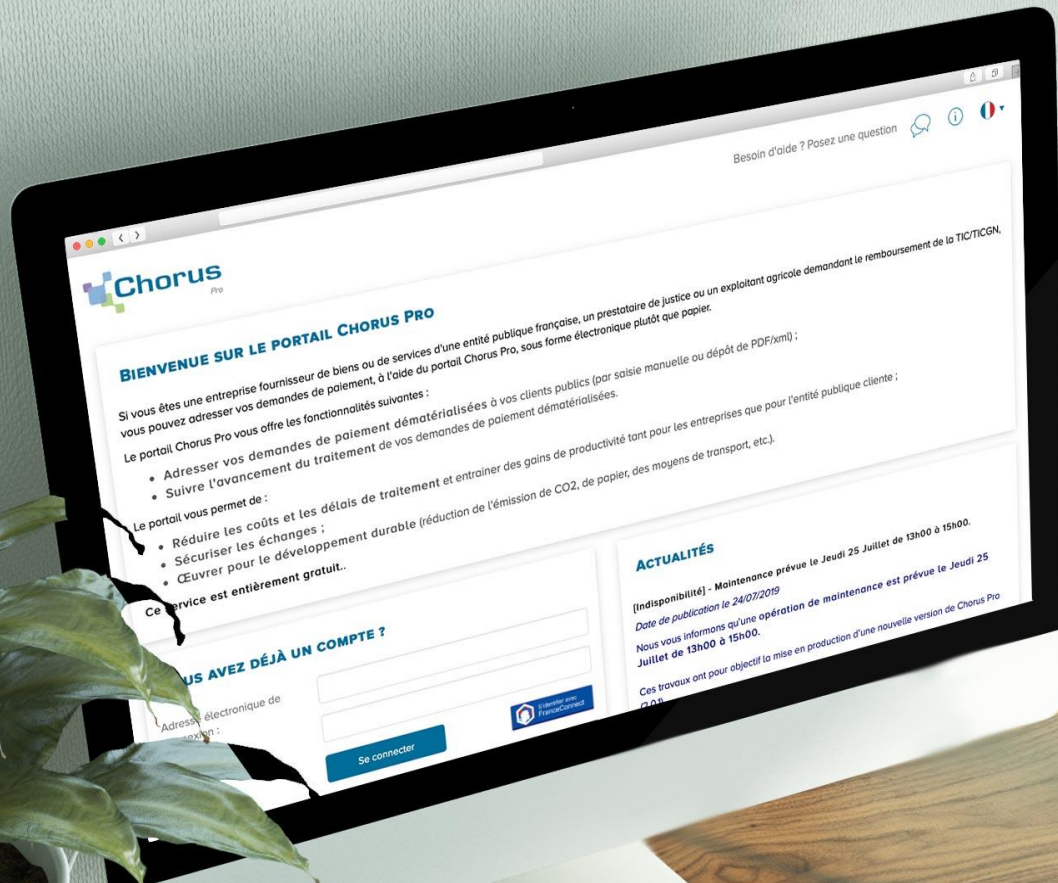 Besoin d'aide ? Posez une question
Chorus
Pro
BIENVENUE SUR LE PORTAIL CHORUS PRO
Si vous êtes une entreprise fournisseur de biens ou de services d'une entité publique française, un prestataire de justice ou un exploitant agricole demandant le remboursement de la TIC/TICGN,
vous pouvez adresser vos demandes de paiement, à l'aide du portail Chorus Pro, sous forme électronique plutôt que papier.
Le portail Chorus Pro vous offre les fonctionnalités suivantes :
• Adresser vos demandes de paiement dématérialisées à vos clients publics (par saisie manuelle ou dépôt de PDF/xml) ;
• Suivre l'avancement du traitement de vos demandes de paiement dématérialisées.
Le portail vous permet de :
• Réduire les coûts et les délais de traitement et entrainer des gains de productivité tant pour les entreprises que pour l'entité publique cliente ;
• Sécuriser les échanges ;
• Œuvrer pour le développement durable (réduction de l'émission de CO2, de papier, des moyens de transport, etc.).
Ce service est entièrement gratuit..
US AVEZ DÉJÀ UN COMPTE ?
Adresse électronique de
nexion :
Se connecter
S'identifier avec
FranceConnect
ACTUALITÉS
[Indisponibilité] - Maintenance prévue le Jeudi 25 Juillet de 13h00 à 15h00.
Date de publication le 24/07/2019
Nous vous informons qu'une opération de maintenance est prévue le Jeudi 25
Juillet de 13h00 à 15h00.
Ces travaux ont pour objectif la mise en production d'une nouvelle version de Chorus Pro